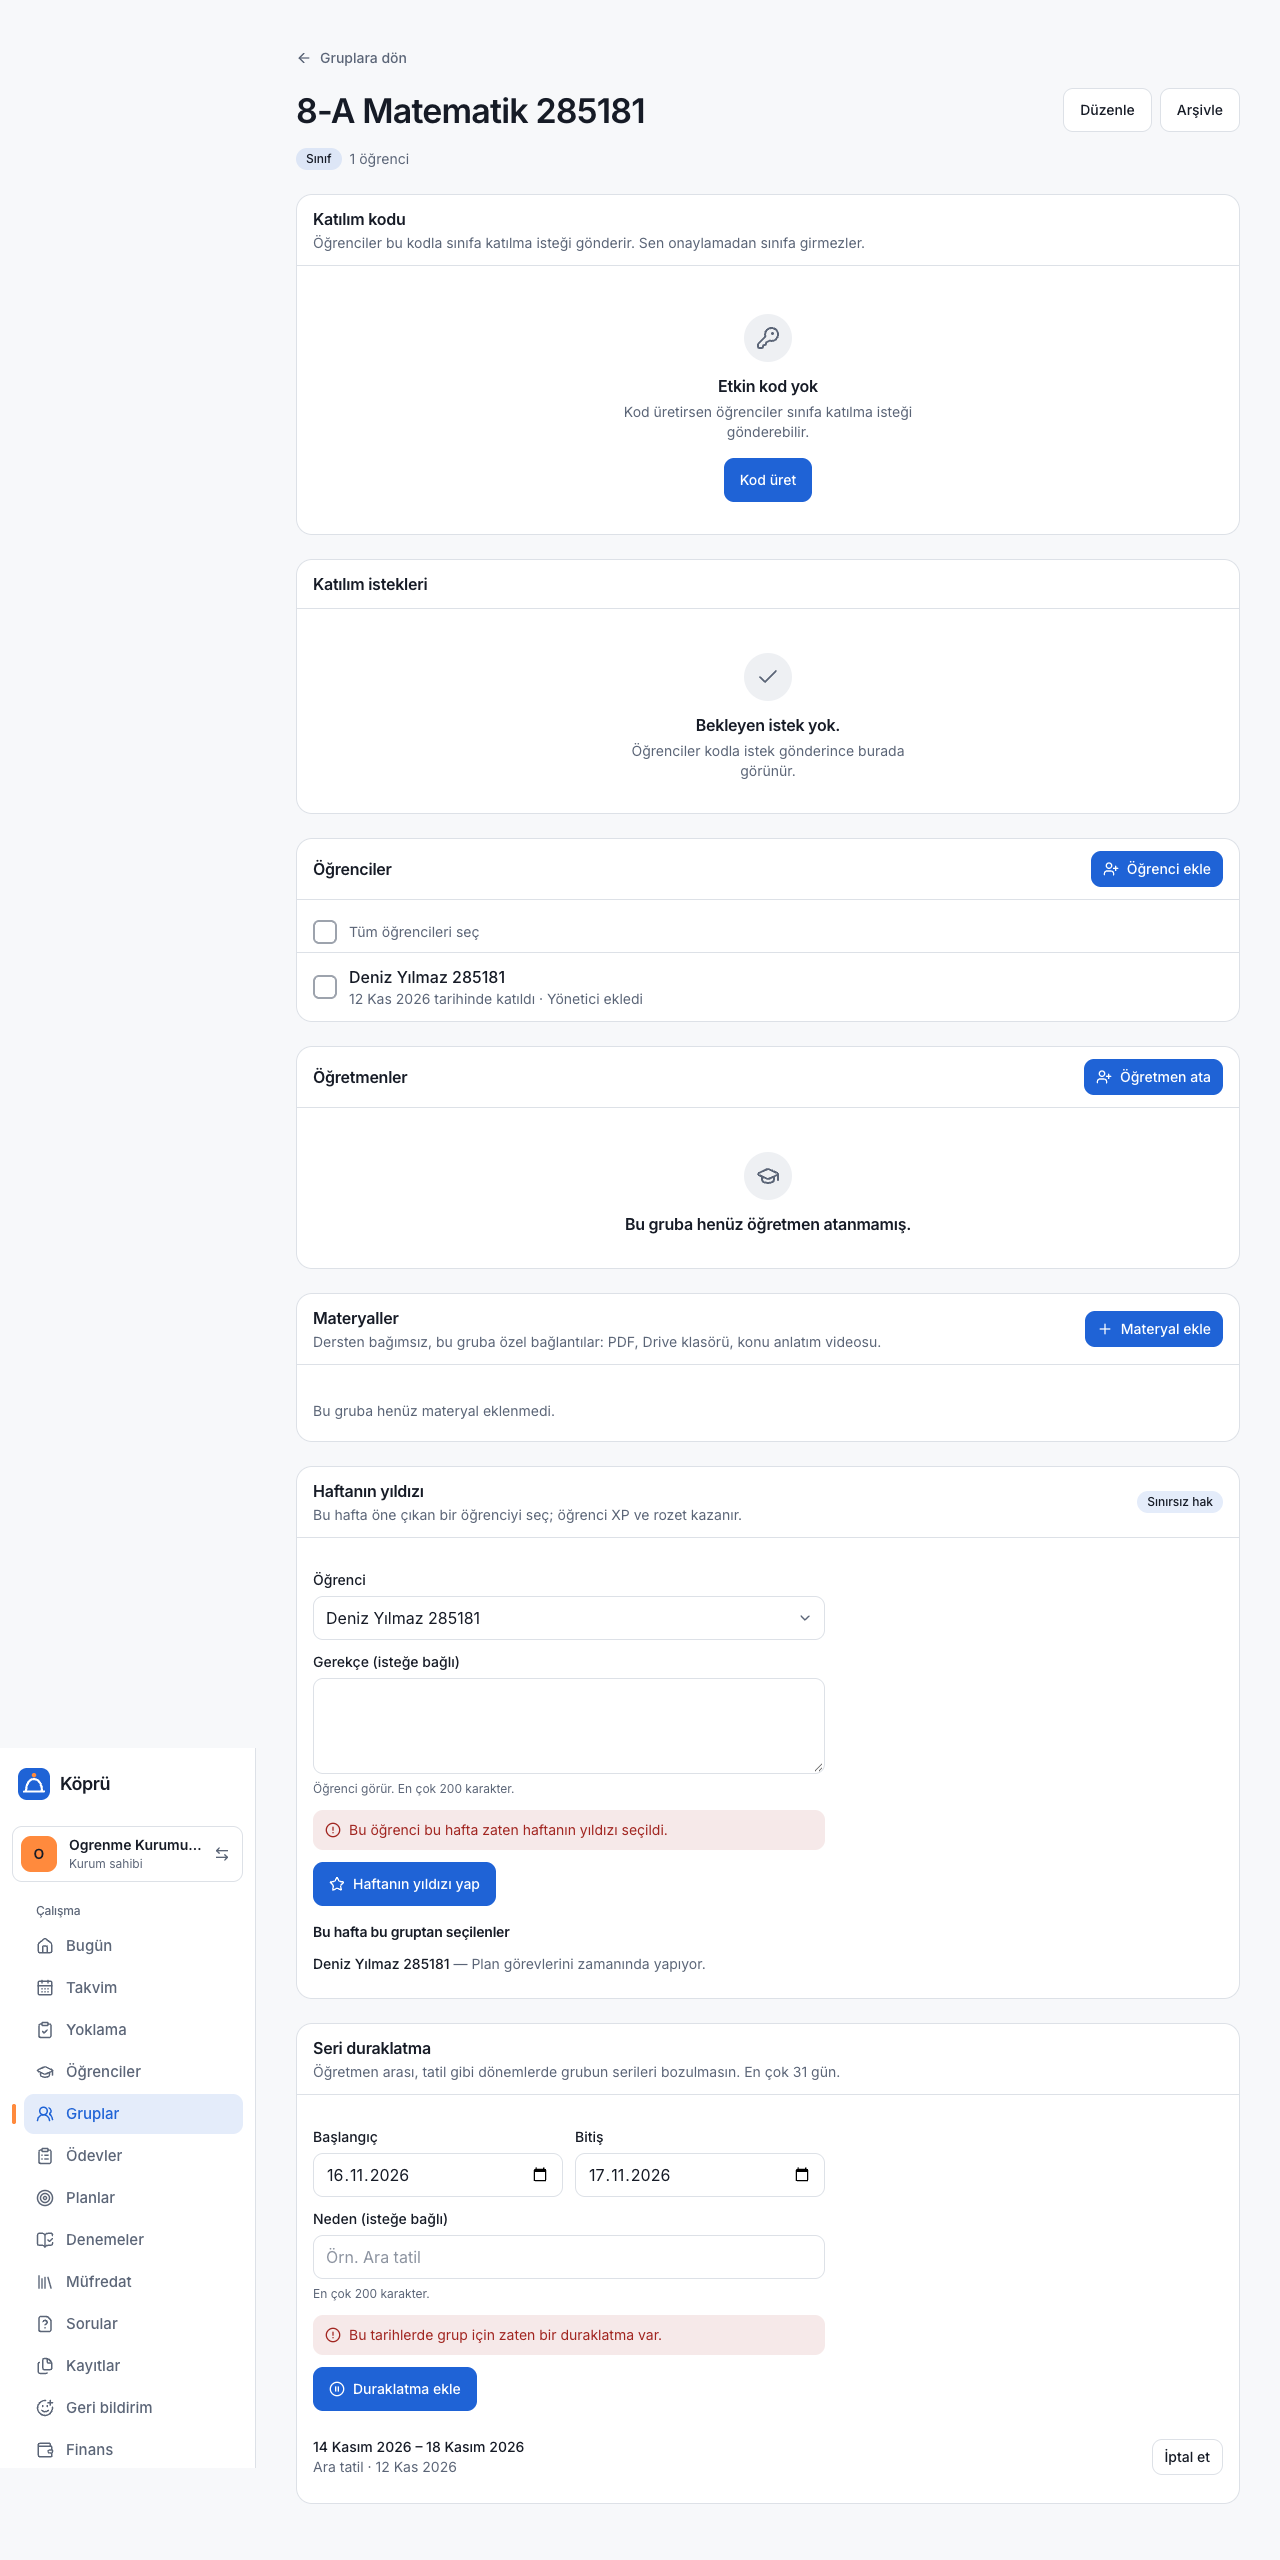 Gruplara dön
8-A Matematik 285181
Düzenle
Arşivle
Sınıf
1 öğrenci
Katılım kodu
Öğrenciler bu kodla sınıfa katılma isteği gönderir. Sen onaylamadan sınıfa girmezler.
Etkin kod yok
Kod üretirsen öğrenciler sınıfa katılma isteği
gönderebilir.
Kod üret
Katılım istekleri
Bekleyen istek yok.
Öğrenciler kodla istek gönderince burada
görünür.
Öğrenciler
Öğrenci ekle
Tüm öğrencileri seç
Deniz Yılmaz 285181
12 Kas 2026 tarihinde katıldı · Yönetici ekledi
Öğretmenler
Öğretmen ata
Bu gruba henüz öğretmen atanmamış.
Materyaller
Dersten bağımsız, bu gruba özel bağlantılar: PDF, Drive klasörü, konu anlatım videosu.
Materyal ekle
Bu gruba henüz materyal eklenmedi.
Haftanın yıldızı
Bu hafta öne çıkan bir öğrenciyi seç; öğrenci XP ve rozet kazanır.
Sınırsız hak
Öğrenci
Deniz Yılmaz 285181
Gerekçe (isteğe bağlı)
Öğrenci görür. En çok 200 karakter.
Bu öğrenci bu hafta zaten haftanın yıldızı seçildi.
Haftanın yıldızı yap
Bu hafta bu gruptan seçilenler
Deniz Yılmaz 285181 — Plan görevlerini zamanında yapıyor.
Seri duraklatma
Öğretmen arası, tatil gibi dönemlerde grubun serileri bozulmasın. En çok 31 gün.
Başlangıç
Bitiş
16.11.2026
17.11.2026
Neden (isteğe bağlı)
Örn. Ara tatil
En çok 200 karakter.
Bu tarihlerde grup için zaten bir duraklatma var.
Duraklatma ekle
14 Kasım 2026 – 18 Kasım 2026
Ara tatil · 12 Kas 2026
İptal et
Köprü
O
Ogrenme Kurumu...
Kurum sahibi
Çalışma
Bugün
Takvim
Yoklama
Öğrenciler
Gruplar
Ödevler
Planlar
Denemeler
Müfredat
Sorular
Kayıtlar
Geri bildirim
Finans